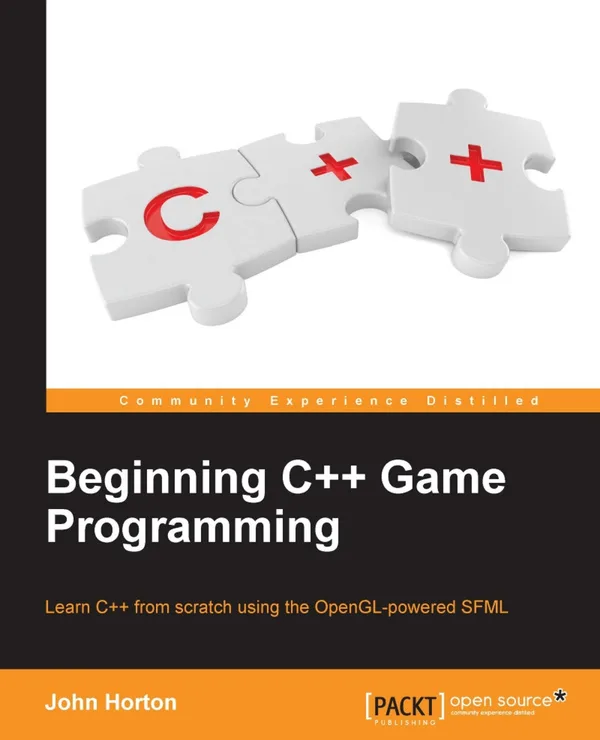 C + +
Community Experience Distilled
Beginning C++ Game
Programming
Learn C++ from scratch using the OpenGL-powered SFML
John Horton
[PACKT]
PUBLISHING
open source*
community experience distilled